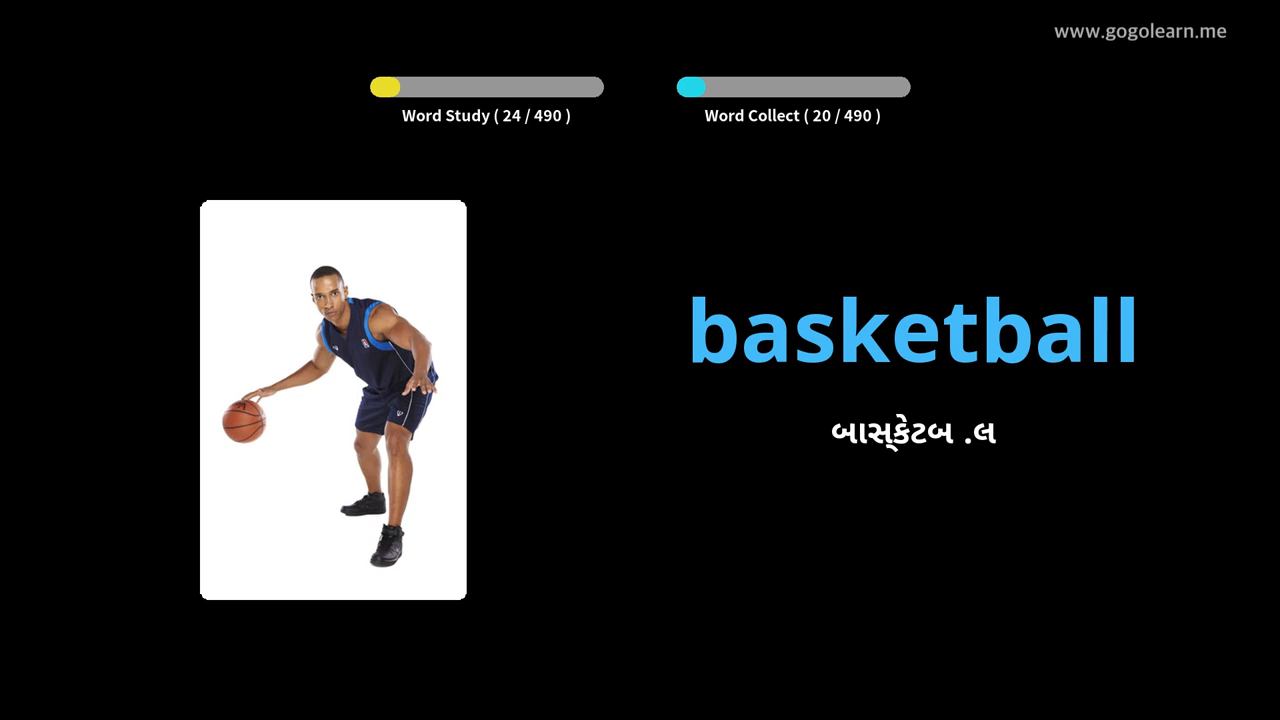 www.gogolearn.me
Word Study ( 24 / 490 )
Word Collect ( 20 / 490 )
basketball
બાસ્કેટબ .લ